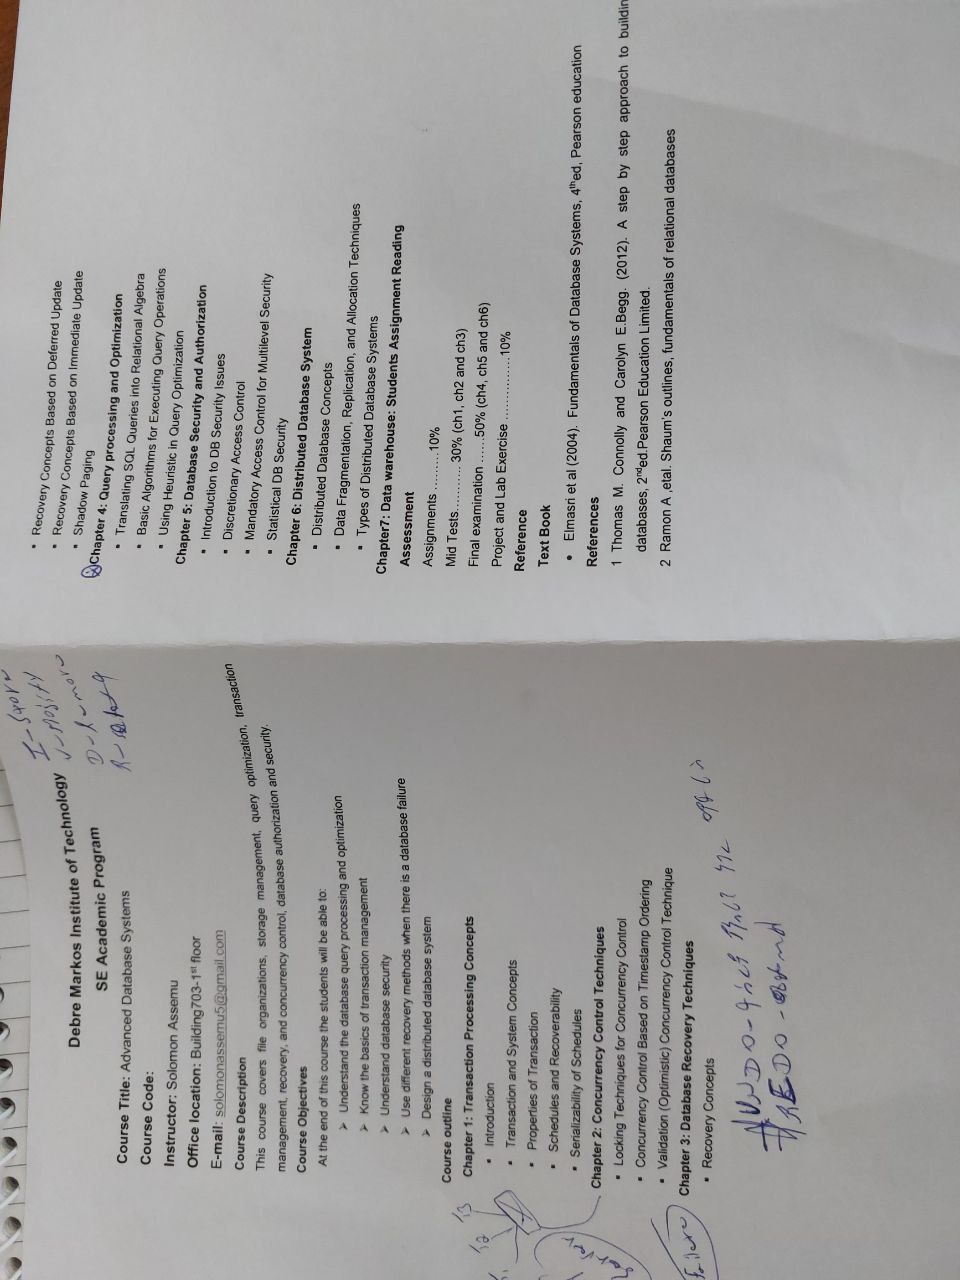 Debre Markos Institute of Technology
SE Academic Program
Course Title: Advanced Database Systems
Course Code:
Instructor: Solomon Assemu
Office location: Building703-1st floor
E-mail: solomonassemu5@gmail.com
Course Description
This course covers file organizations, storage management, query optimization, transaction
management, recovery, and concurrency control, database authorization and security.
Course Objectives
At the end of this course the students will be able to:
➢ Understand the database query processing and optimization
➢ Know the basics of transaction management
➢ Understand database security
➢ Use different recovery methods when there is a database failure
➢ Design a distributed database system
Course outline
Chapter 1: Transaction Processing Concepts
▪ Introduction
▪ Transaction and System Concepts
▪ Properties of Transaction
▪ Schedules and Recoverability
▪ Serializability of Schedules
Chapter 2: Concurrency Control Techniques
▪ Locking Techniques for Concurrency Control
▪ Concurrency Control Based on Timestamp Ordering
▪ Validation (Optimistic) Concurrency Control Technique
Chapter 3: Database Recovery Techniques
▪ Recovery Concepts
Failure
▪ Recovery Concepts Based on Deferred Update
▪ Recovery Concepts Based on Immediate Update
▪ Shadow Paging
Chapter 4: Query processing and Optimization
▪ Translating SQL Queries into Relational Algebra
▪ Basic Algorithms for Executing Query Operations
▪ Using Heuristic in Query Optimization
Chapter 5: Database Security and Authorization
▪ Introduction to DB Security Issues
▪ Discretionary Access Control
▪ Mandatory Access Control for Multilevel Security
▪ Statistical DB Security
Chapter 6: Distributed Database System
▪ Distributed Database Concepts
▪ Data Fragmentation, Replication, and Allocation Techniques
▪ Types of Distributed Database Systems
Chapter7: Data warehouse: Students Assignment Reading
Assessment
Assignments ..........10%
Mid Tests............ 30% (ch1, ch2 and ch3)
Final examination .......50% (ch4, ch5 and ch6)
Project and Lab Exercise ................10%
Reference
Text Book
• Elmasri et al (2004). Fundamentals of Database Systems, 4thed, Pearson education
References
1 Thomas M. Connolly and Carolyn E.Begg. (2012). A step by step approach to buildin
databases, 2nded.Pearson Education Limited.
2 Ramon A ,etal. Shaum's outlines, fundamentals of relational databases